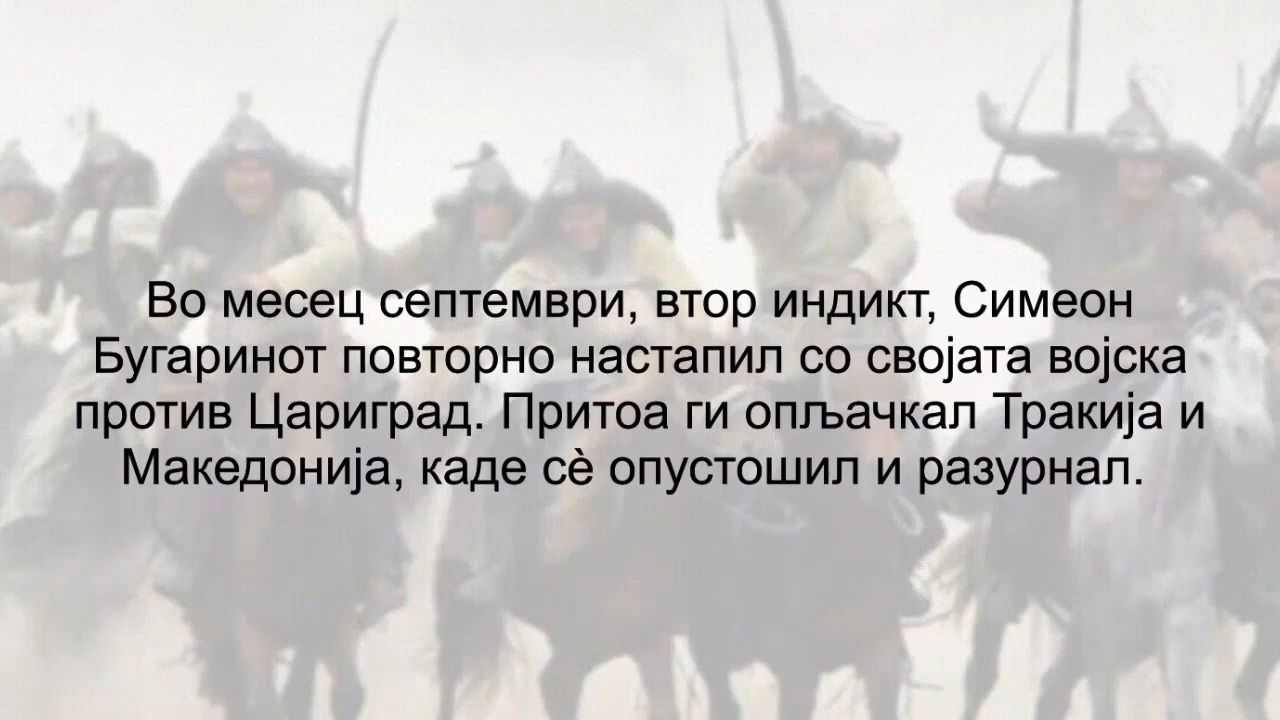 Во месец септември, втор индикт, Симеон
Бугаринот повторно настапил со својата војска
против Цариград. Притоа ги опљачкал Тракија и
Македонија, каде сѐ опустошил и разурнал.